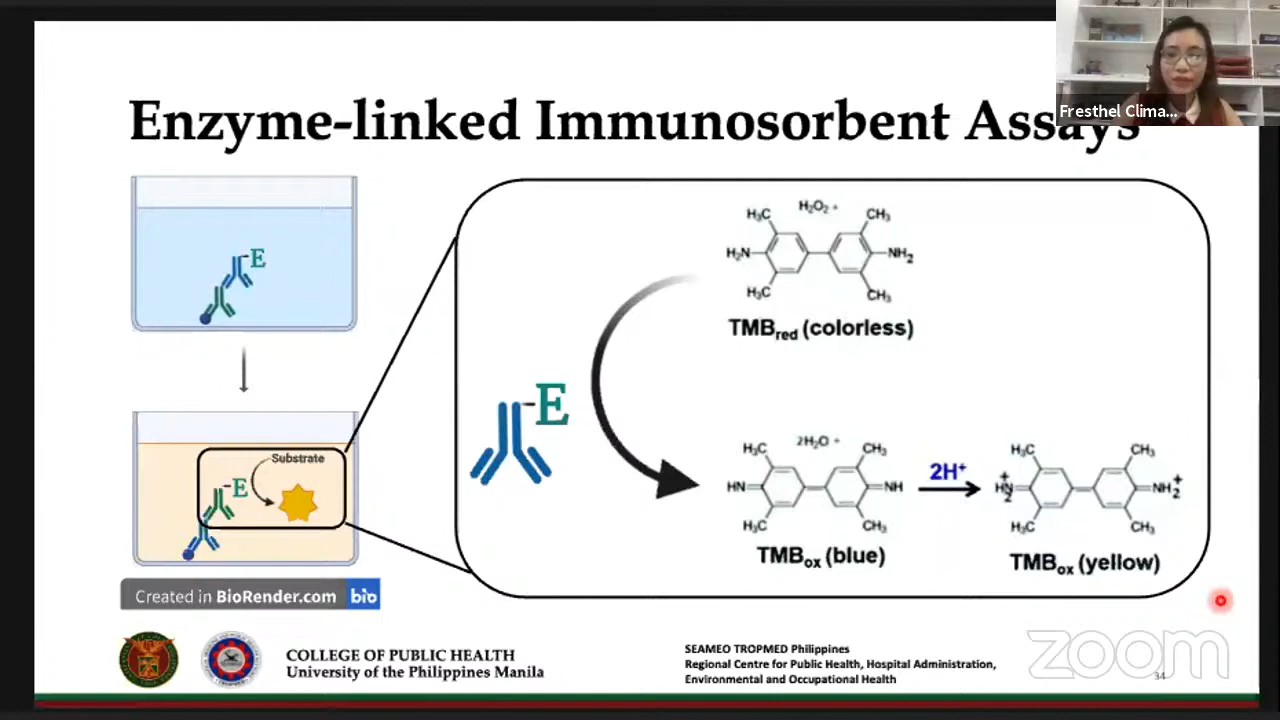 Fresthel Clima...
Enzyme-linked Immunosorbent Assays
E
Substrate
E
Created in BioRender.com bio
E
H₂O₂ +
H₃C CH₃
H₂N NH₂
H₃C CH₃
TMBred (colorless)
2H₂O +
H₃C CH₃
HN NH
H₃C CH₃
TMBox (blue)
2H⁺
H₃C CH₃
+ +
HN₂ NH₂
H₃C CH₃
TMBox (yellow)
COLLEGE OF PUBLIC HEALTH
University of the Philippines Manila
SEAMEO TROPMED Philippines
Regional Centre for Public Health, Hospital Administration,
Environmental and Occupational Health
zoom
34